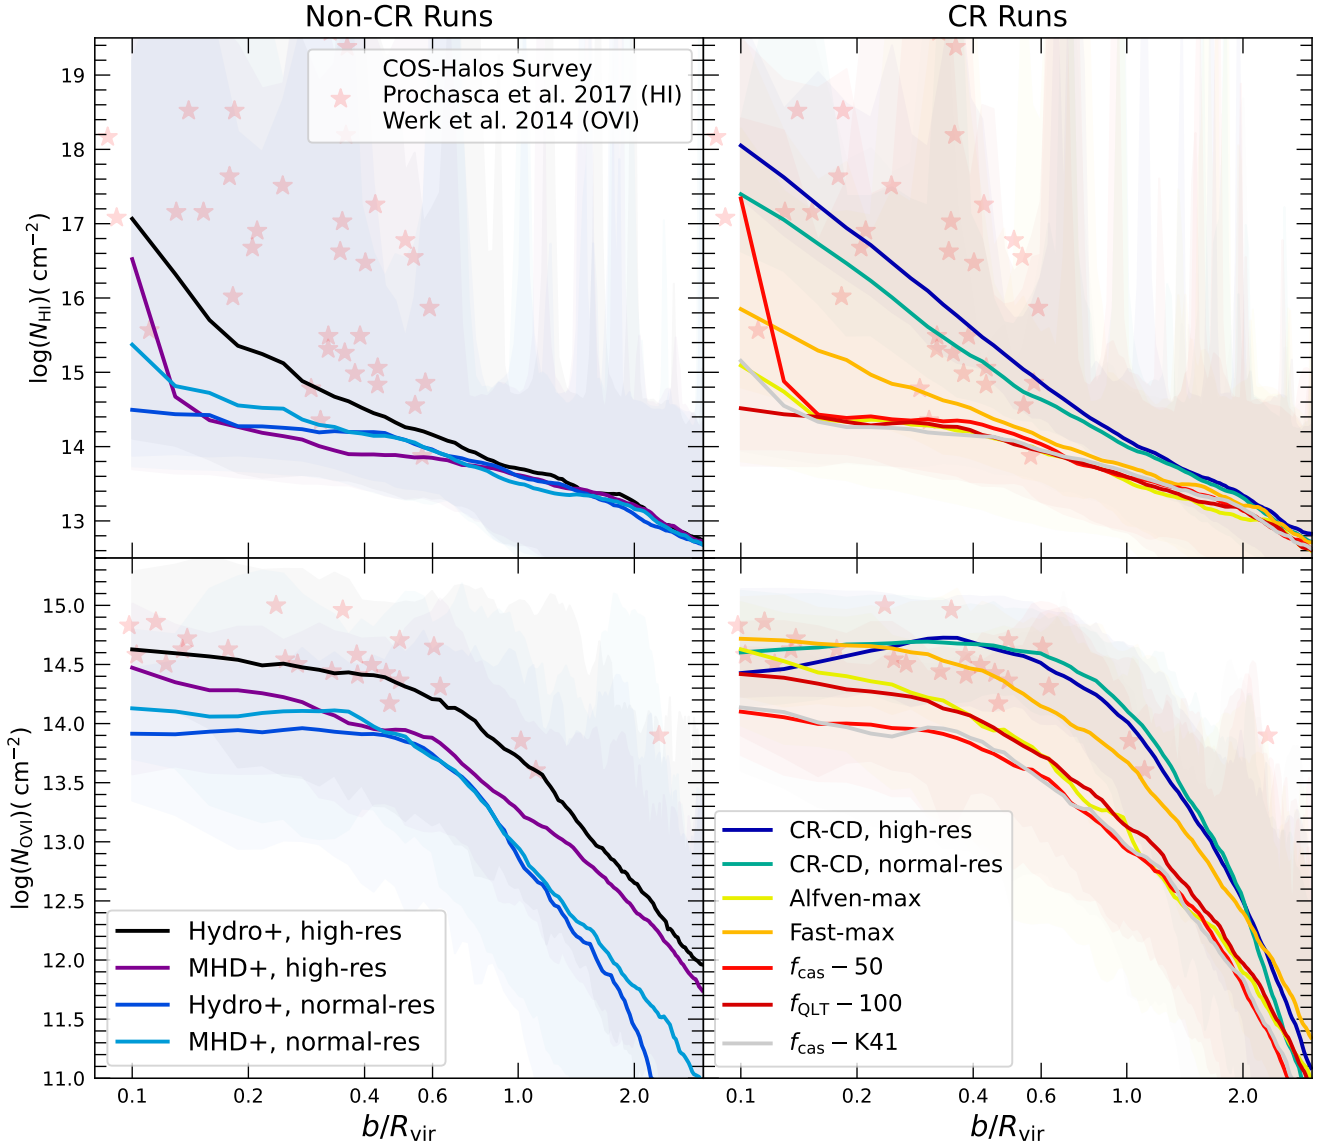 Non-CR Runs
CR Runs
COS-Halos Survey
Prochasca et al. 2017 (HI)
Werk et al. 2014 (OVI)
log(N_HI)( cm⁻²)
19
18
17
16
15
14
13
log(N_OVI)( cm⁻²)
15.0
14.5
14.0
13.5
13.0
12.5
12.0
11.5
11.0
Hydro+, high-res
MHD+, high-res
Hydro+, normal-res
MHD+, normal-res
CR-CD, high-res
CR-CD, normal-res
Alfven-max
Fast-max
f_cas − 50
f_QLT − 100
f_cas − K41
0.1 0.2 0.4 0.6 1.0 2.0
0.1 0.2 0.4 0.6 1.0 2.0
b/R_vir
b/R_vir